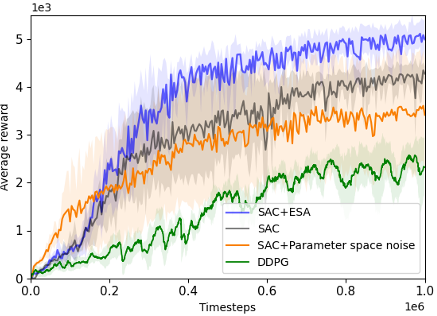 1e3
5
4
3
2
1
0
Average reward
SAC+ESA
SAC
SAC+Parameter space noise
DDPG
0.0 0.2 0.4 0.6 0.8 1.0
Timesteps
1e6